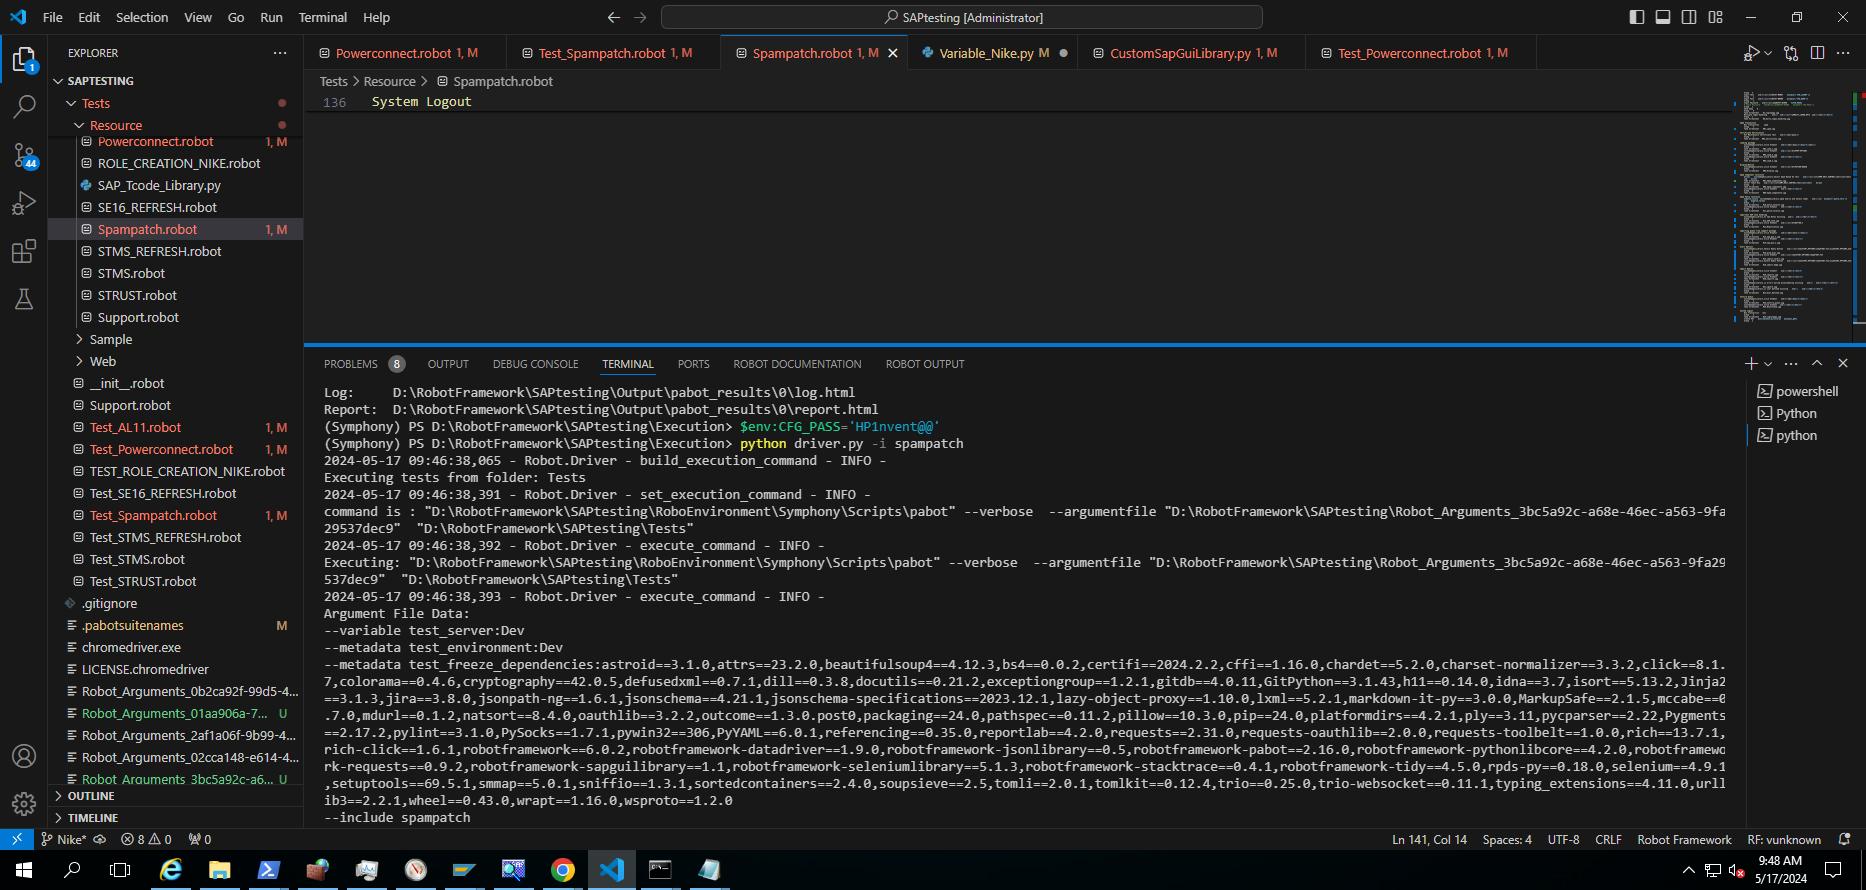 File Edit Selection View Go Run Terminal Help
SAPtesting [Administrator]
EXPLORER
Powerconnect.robot 1, M
Test_Spampatch.robot 1, M
Spampatch.robot 1, M
Variable_Nike.py M
CustomSapGuiLibrary.py 1, M
Test_Powerconnect.robot 1, M
Tests > Resource > Spampatch.robot
136 System Logout
SAPTESTING
Tests
Resource
Powerconnect.robot 1, M
ROLE_CREATION_NIKE.robot
SAP_Tcode_Library.py
SE16_REFRESH.robot
Spampatch.robot 1, M
STMS_REFRESH.robot
STMS.robot
STRUST.robot
Support.robot
Sample
Web
__init__.robot
Support.robot
Test_AL11.robot 1, M
Test_Powerconnect.robot 1, M
TEST_ROLE_CREATION_NIKE.robot
Test_SE16_REFRESH.robot
Test_Spampatch.robot 1, M
Test_STMS_REFRESH.robot
Test_STMS.robot
Test_STRUST.robot
.gitignore
.pabotsuitenames M
chromedriver.exe
LICENSE.chromedriver
Robot_Arguments_0b2ca92f-99d5-4...
Robot_Arguments_01aa906a-7... U
Robot_Arguments_2af1a06f-9b99-4...
Robot_Arguments_02cca148-e614-4...
Robot_Arguments_3bc5a92c-a6... U
OUTLINE
TIMELINE
1
44
PROBLEMS 8 OUTPUT DEBUG CONSOLE TERMINAL PORTS ROBOT DOCUMENTATION ROBOT OUTPUT
powershell
Python
python
Log: D:\RobotFramework\SAPtesting\Output\pabot_results\0\log.html
Report: D:\RobotFramework\SAPtesting\Output\pabot_results\0\report.html
(Symphony) PS D:\RobotFramework\SAPtesting\Execution> $env:CFG_PASS='HP1nvent@@'
(Symphony) PS D:\RobotFramework\SAPtesting\Execution> python driver.py -i spampatch
2024-05-17 09:46:38,065 - Robot.Driver - build_execution_command - INFO -
Executing tests from folder: Tests
2024-05-17 09:46:38,391 - Robot.Driver - set_execution_command - INFO -
command is : "D:\RobotFramework\SAPtesting\RoboEnvironment\Symphony\Scripts\pabot" --verbose --argumentfile "D:\RobotFramework\SAPtesting\Robot_Arguments_3bc5a92c-a68e-46ec-a563-9fa
29537dec9" "D:\RobotFramework\SAPtesting\Tests"
2024-05-17 09:46:38,392 - Robot.Driver - execute_command - INFO -
Executing: "D:\RobotFramework\SAPtesting\RoboEnvironment\Symphony\Scripts\pabot" --verbose --argumentfile "D:\RobotFramework\SAPtesting\Robot_Arguments_3bc5a92c-a68e-46ec-a563-9fa29
537dec9" "D:\RobotFramework\SAPtesting\Tests"
2024-05-17 09:46:38,393 - Robot.Driver - execute_command - INFO -
Argument File Data:
--variable test_server:Dev
--metadata test_environment:Dev
--metadata test_freeze_dependencies:astroid==3.1.0,attrs==23.2.0,beautifulsoup4==4.12.3,bs4==0.0.2,certifi==2024.2.2,cffi==1.16.0,chardet==5.2.0,charset-normalizer==3.3.2,click==8.1.
7,colorama==0.4.6,cryptography==42.0.5,defusedxml==0.7.1,dill==0.3.8,docutils==0.21.2,exceptiongroup==1.2.1,gitdb==4.0.11,GitPython==3.1.43,h11==0.14.0,idna==3.7,isort==5.13.2,Jinja2
==3.1.3,jira==3.8.0,jsonpath-ng==1.6.1,jsonschema==4.21.1,jsonschema-specifications==2023.12.1,lazy-object-proxy==1.10.0,lxml==5.2.1,markdown-it-py==3.0.0,MarkupSafe==2.1.5,mccabe==0
.7.0,mdurl==0.1.2,natsort==8.4.0,oauthlib==3.2.2,outcome==1.3.0.post0,packaging==24.0,pathspec==0.11.2,pillow==10.3.0,pip==24.0,platformdirs==4.2.1,ply==3.11,pycparser==2.22,Pygments
==2.17.2,pylint==3.1.0,PySocks==1.7.1,pywin32==306,PyYAML==6.0.1,referencing==0.35.0,reportlab==4.2.0,requests==2.31.0,requests-oauthlib==2.0.0,requests-toolbelt==1.0.0,rich==13.7.1,
rich-click==1.6.1,robotframework==6.0.2,robotframework-datadriver==1.9.0,robotframework-jsonlibrary==0.5,robotframework-pabot==2.16.0,robotframework-pythonlibcore==4.2.0,robotframewo
rk-requests==0.9.2,robotframework-sapguilibrary==1.1,robotframework-seleniumlibrary==5.1.3,robotframework-stacktrace==0.4.1,robotframework-tidy==4.5.0,rpds-py==0.18.0,selenium==4.9.1
,setuptools==69.5.1,smmap==5.0.1,sniffio==1.3.1,sortedcontainers==2.4.0,soupsieve==2.5,tomli==2.0.1,tomlkit==0.12.4,trio==0.25.0,trio-websocket==0.11.1,typing_extensions==4.11.0,urll
ib3==2.2.1,wheel==0.43.0,wrapt==1.16.0,wsproto==1.2.0
--include spampatch
Nike* 8 0 0
Ln 141, Col 14 Spaces: 4 UTF-8 CRLF Robot Framework RF: vunknown
9:48 AM
5/17/2024